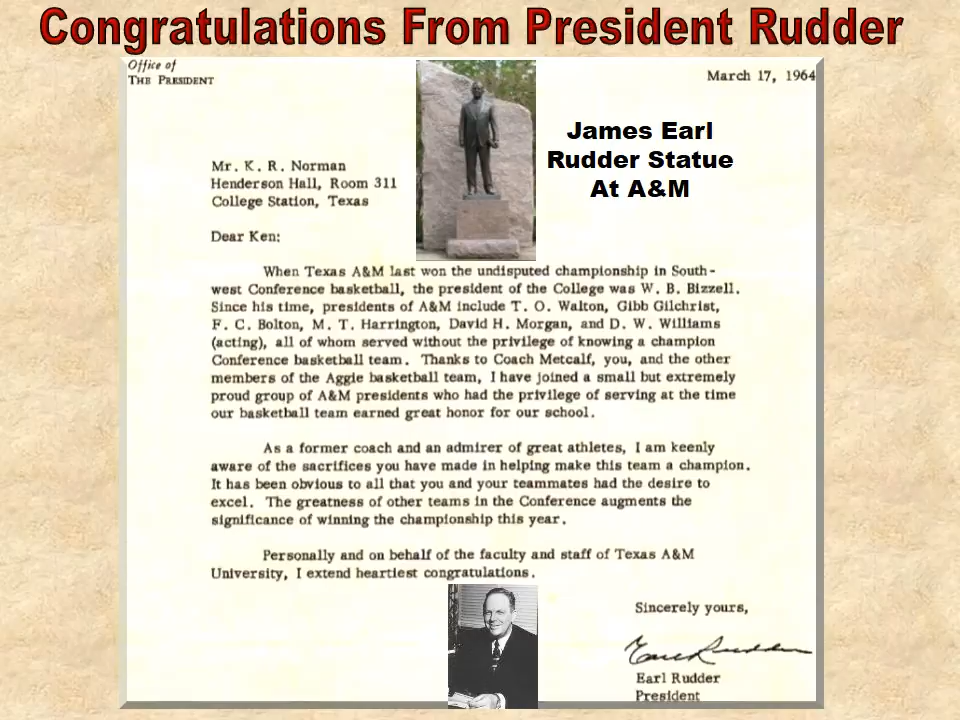 Congratulations From President Rudder
Office of
THE PRESIDENT
March 17, 1964
James Earl
Rudder Statue
At A&M
Mr. K. R. Norman
Henderson Hall, Room 311
College Station, Texas
Dear Ken:
When Texas A&M last won the undisputed championship in South-
west Conference basketball, the president of the College was W. B. Bizzell.
Since his time, presidents of A&M include T. O. Walton, Gibb Gilchrist,
F. C. Bolton, M. T. Harrington, David H. Morgan, and D. W. Williams
(acting), all of whom served without the privilege of knowing a champion
Conference basketball team. Thanks to Coach Metcalf, you, and the other
members of the Aggie basketball team, I have joined a small but extremely
proud group of A&M presidents who had the privilege of serving at the time
our basketball team earned great honor for our school.
As a former coach and an admirer of great athletes, I am keenly
aware of the sacrifices you have made in helping make this team a champion.
It has been obvious to all that you and your teammates had the desire to
excel. The greatness of other teams in the Conference augments the
significance of winning the championship this year.
Personally and on behalf of the faculty and staff of Texas A&M
University, I extend heartiest congratulations.
Sincerely yours,
Earl Rudder
Earl Rudder
President